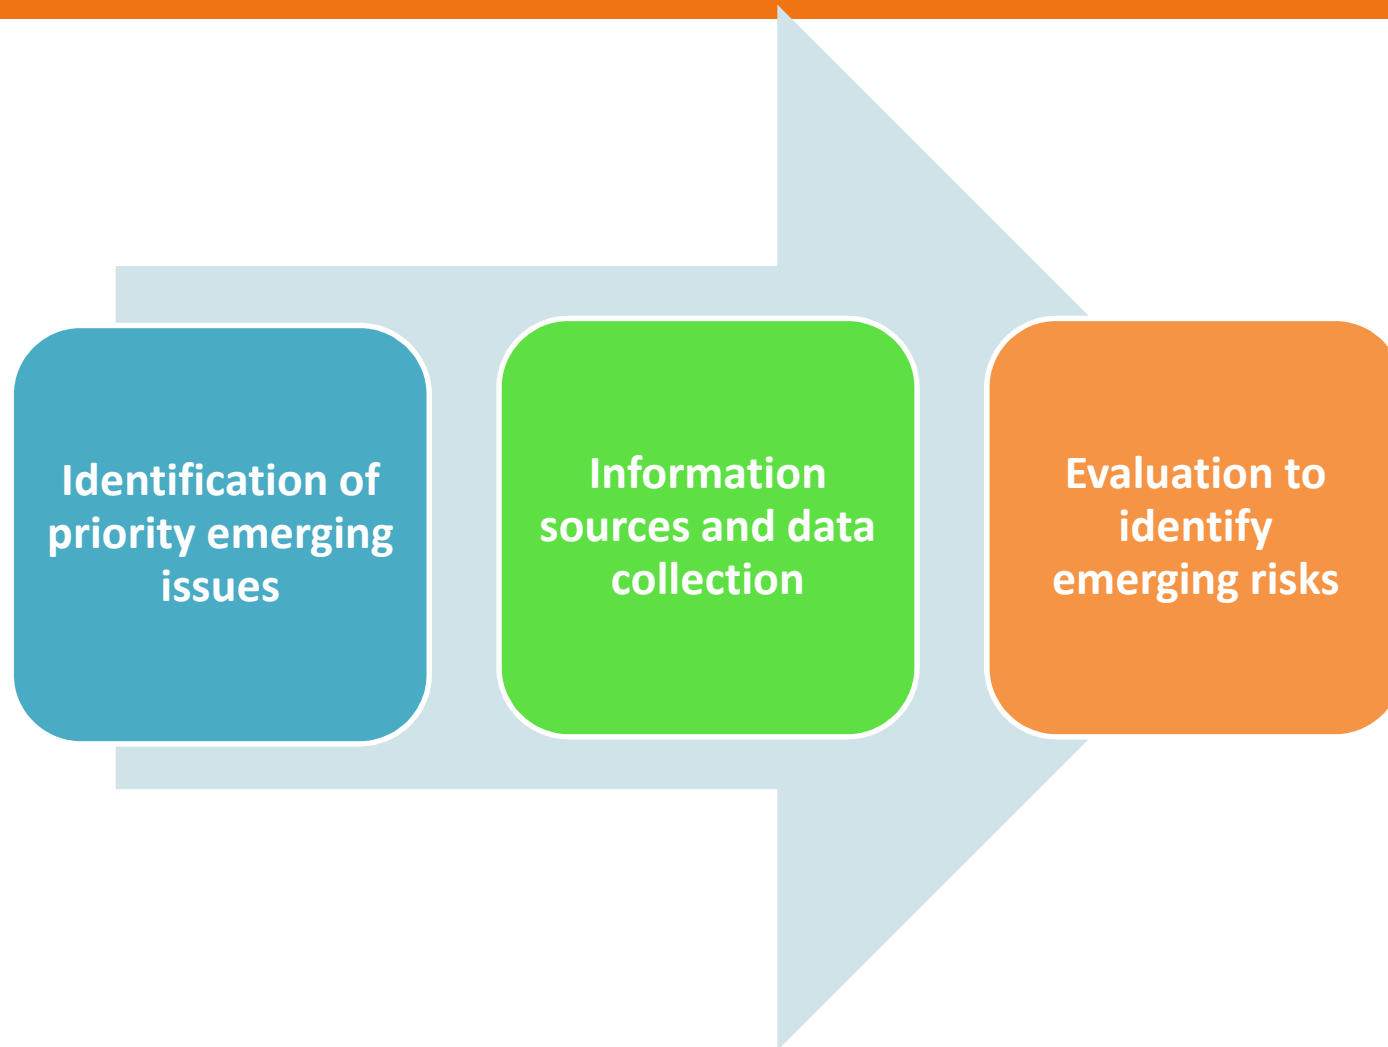 Identification of
priority emerging
issues
Information
sources and data
collection
Evaluation to
identify
emerging risks